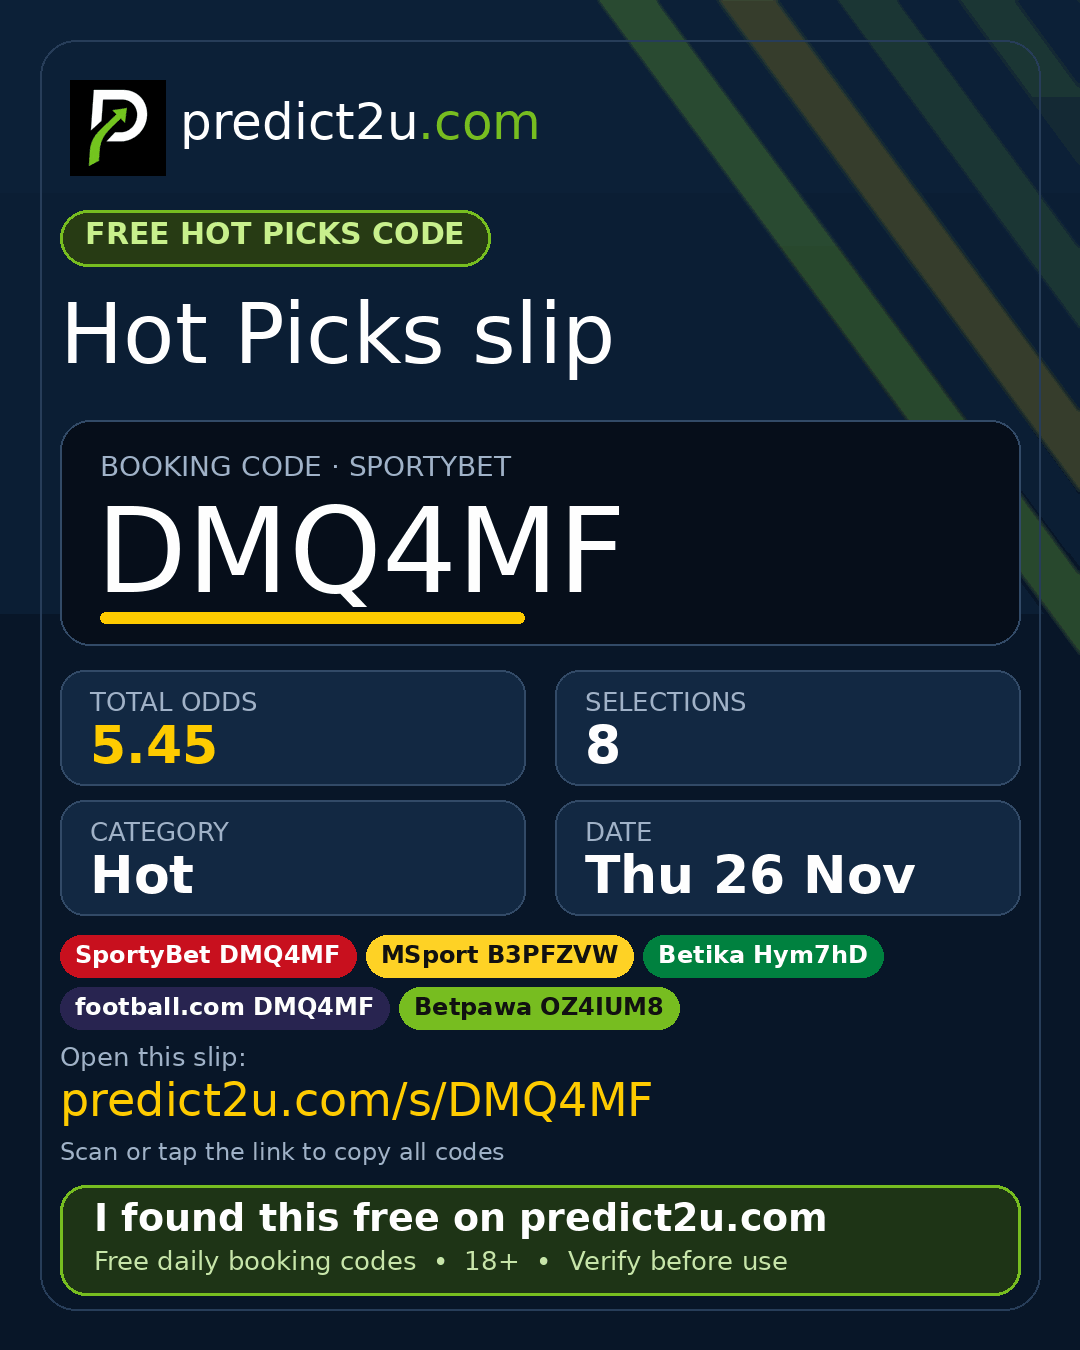 predict2u.com
FREE HOT PICKS CODE
Hot Picks slip
BOOKING CODE · SPORTYBET
DMQ4MF
TOTAL ODDS
5.45
SELECTIONS
8
CATEGORY
Hot
DATE
Thu 26 Nov
SportyBet DMQ4MF
MSport B3PFZVW
Betika Hym7hD
football.com DMQ4MF
Betpawa OZ4IUM8
Open this slip:
predict2u.com/s/DMQ4MF
Scan or tap the link to copy all codes
I found this free on predict2u.com
Free daily booking codes • 18+ • Verify before use